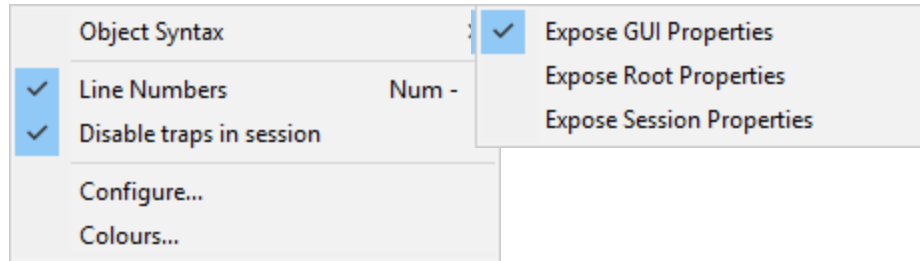 Object Syntax
Line Numbers Num -
Disable traps in session
Configure...
Colours...
Expose GUI Properties
Expose Root Properties
Expose Session Properties